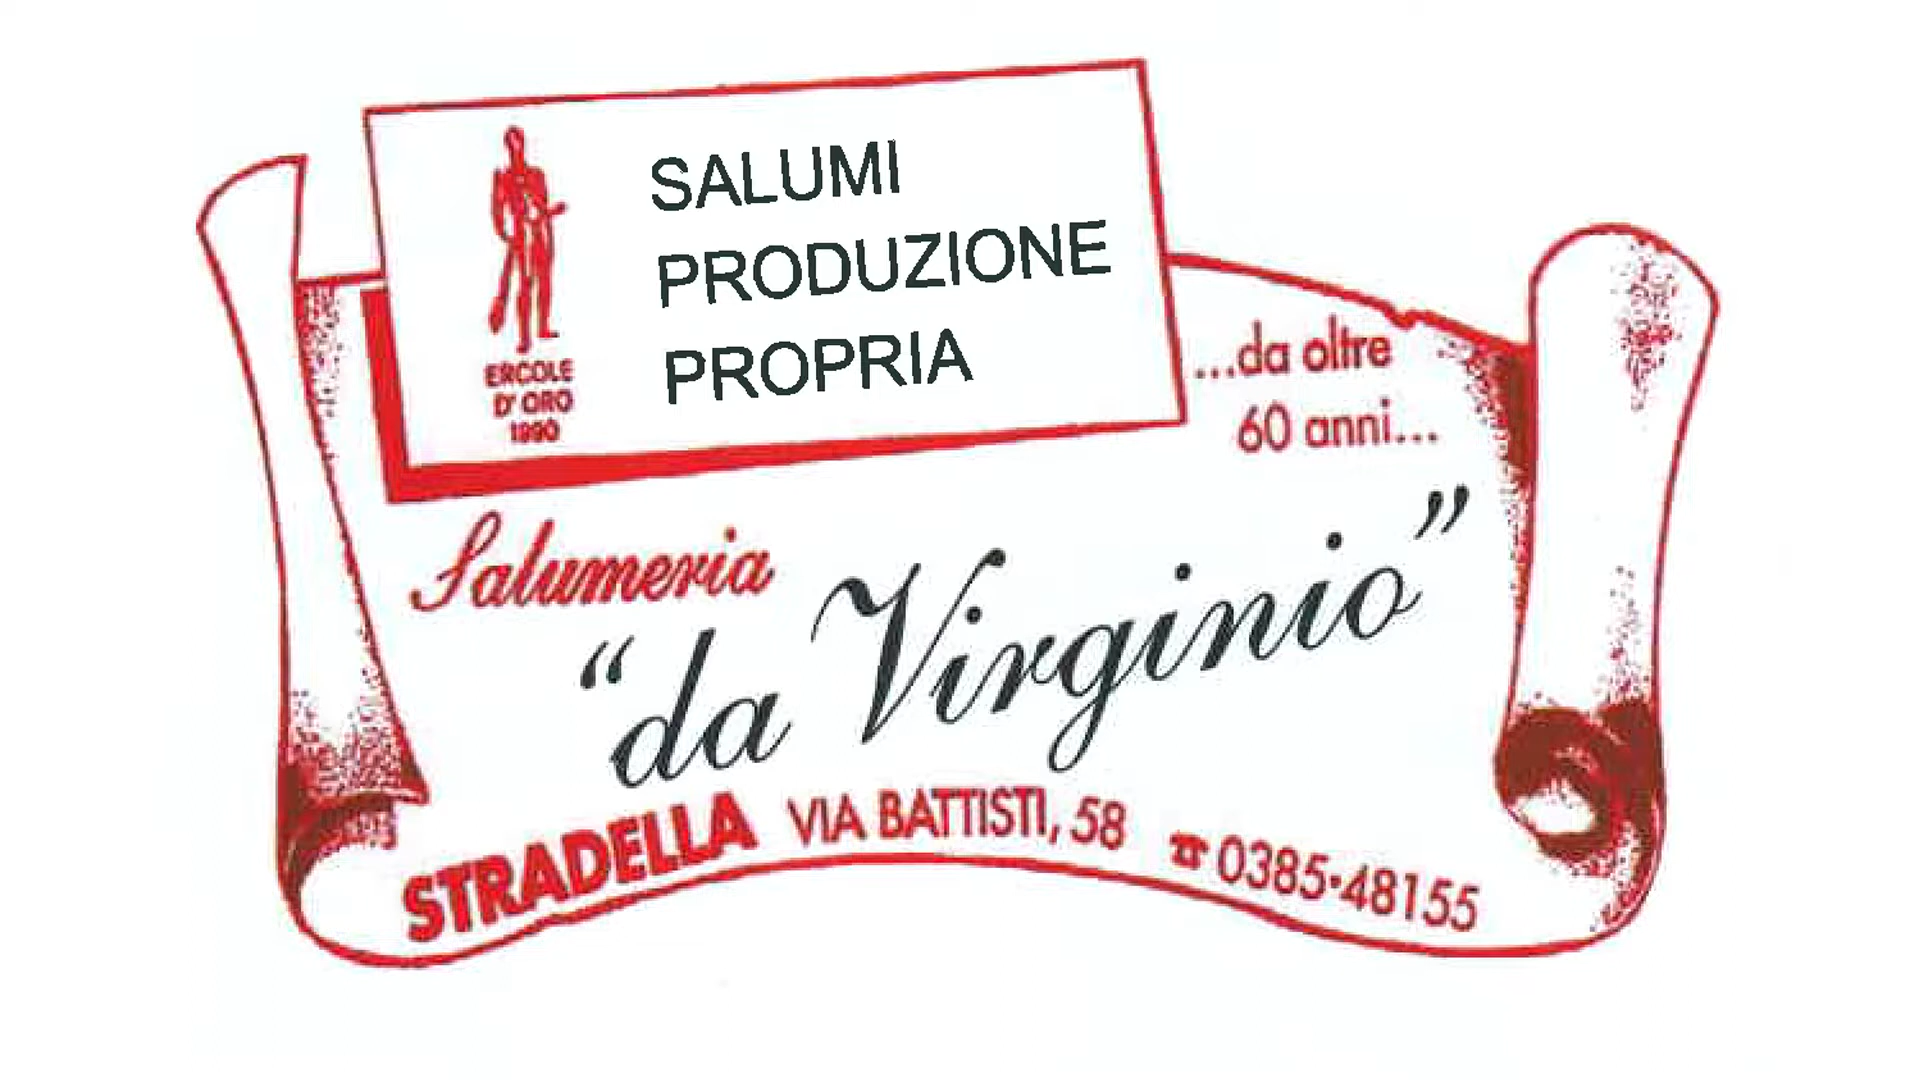 SALUMI
PRODUZIONE
PROPRIA
ERCOLE
D'ORO
1990
...da oltre
60 anni...
Salumeria
“da Virginio”
STRADELLA VIA BATTISTI, 58 ☎ 0385·48155